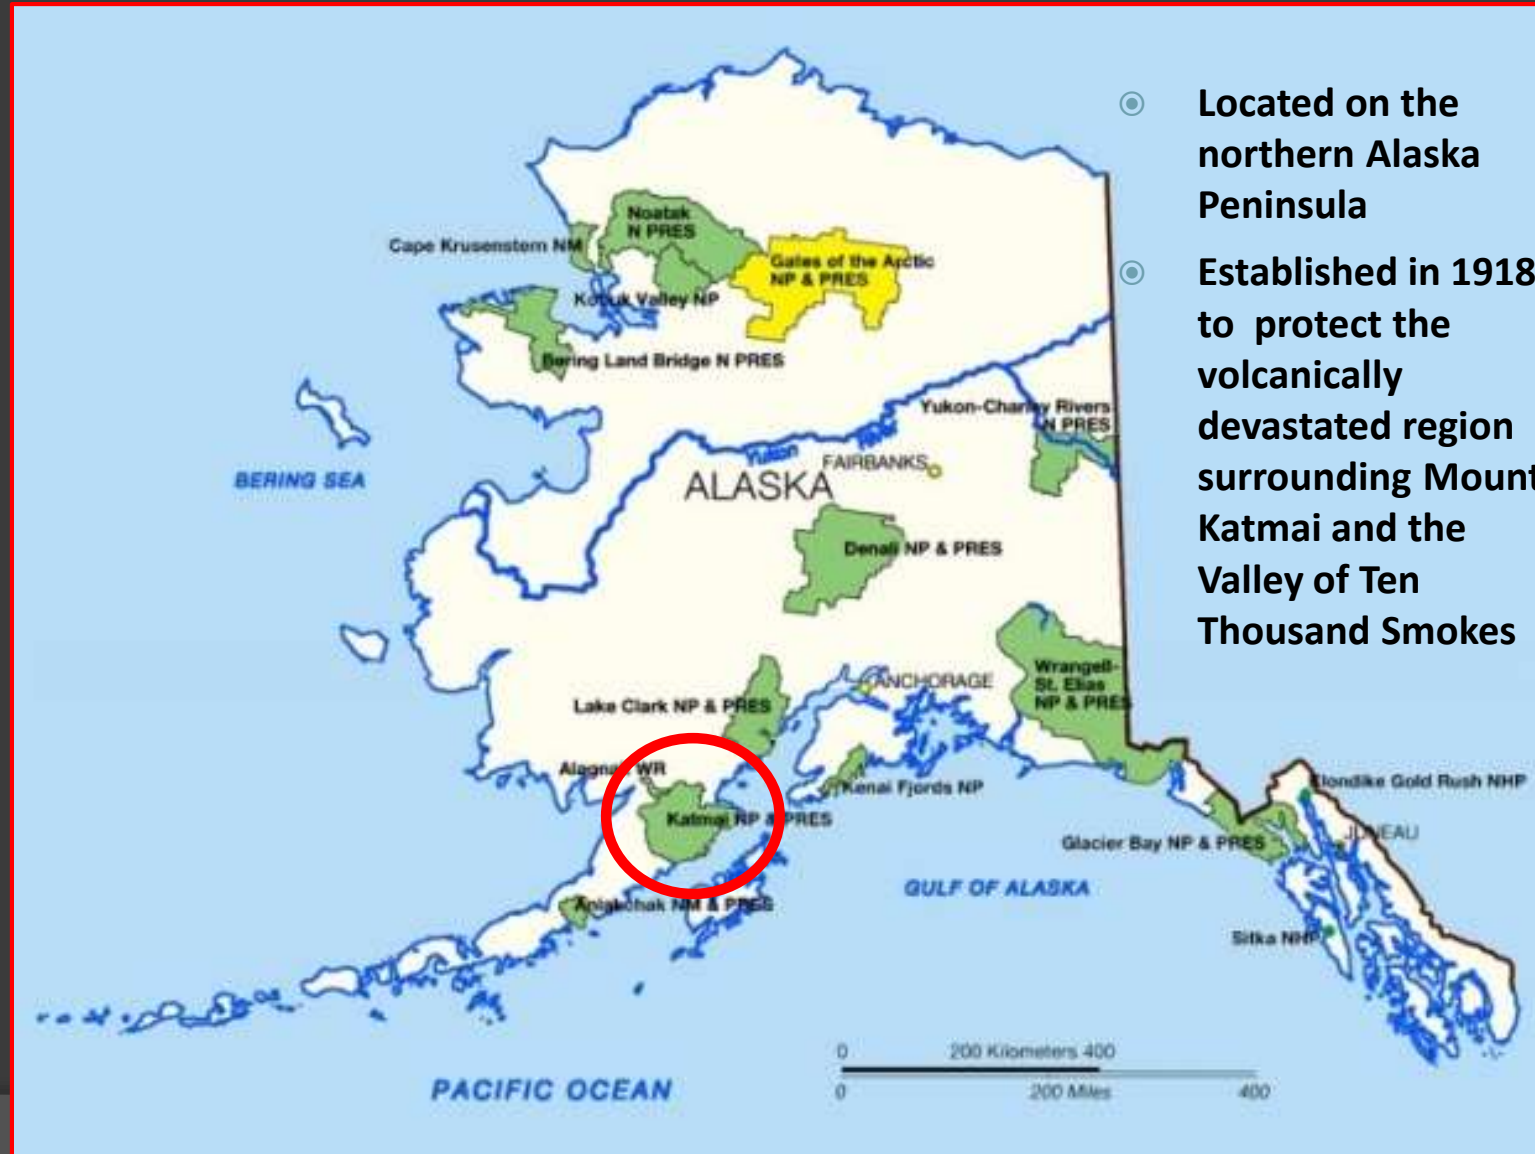 Located on the
northern Alaska
Peninsula
Established in 1918
to protect the
volcanically
devastated region
surrounding Mount
Katmai and the
Valley of Ten
Thousand Smokes
Noatak
N PRES
Cape Krusenstern NM
Gates of the Arctic
NP & PRES
Kobuk Valley NP
Bering Land Bridge N PRES
Yukon-Charley Rivers
N PRES
Yukon River
FAIRBANKS
BERING SEA
ALASKA
Denali NP & PRES
Wrangell-
St. Elias
NP & PRES
ANCHORAGE
Lake Clark NP & PRES
Alagnak WR
Kenai Fjords NP
Klondike Gold Rush NHP
Katmai NP & PRES
JUNEAU
Glacier Bay NP & PRES
GULF OF ALASKA
Aniakchak NM & PRES
Sitka NHP
0 200 Kilometers 400
0 200 Miles 400
PACIFIC OCEAN